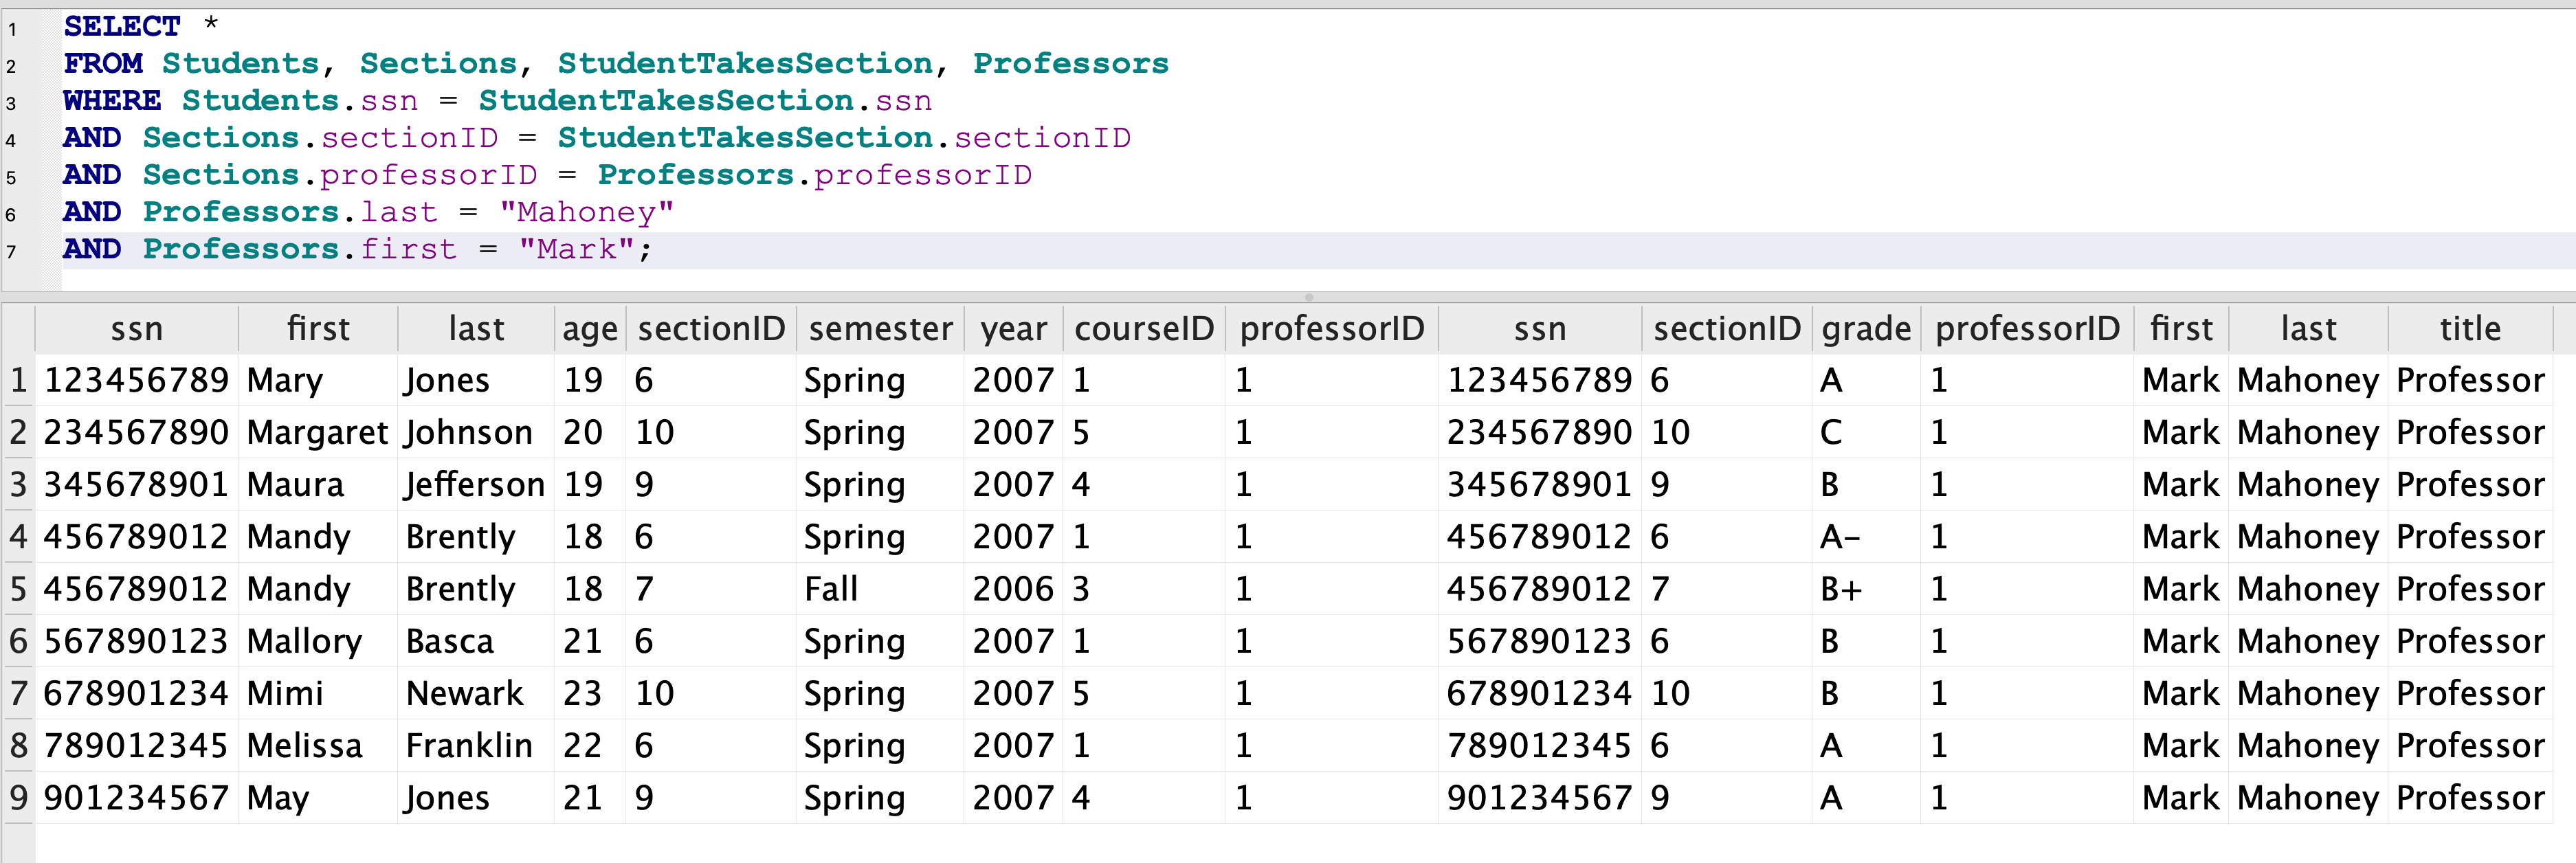 1 SELECT *
2 FROM Students, Sections, StudentTakesSection, Professors
3 WHERE Students.ssn = StudentTakesSection.ssn
4 AND Sections.sectionID = StudentTakesSection.sectionID
5 AND Sections.professorID = Professors.professorID
6 AND Professors.last = "Mahoney"
7 AND Professors.first = "Mark";
ssn first last age sectionID semester year courseID professorID ssn sectionID grade professorID first last title
1 123456789 Mary Jones 19 6 Spring 2007 1 1 123456789 6 A 1 Mark Mahoney Professor
2 234567890 Margaret Johnson 20 10 Spring 2007 5 1 234567890 10 C 1 Mark Mahoney Professor
3 345678901 Maura Jefferson 19 9 Spring 2007 4 1 345678901 9 B 1 Mark Mahoney Professor
4 456789012 Mandy Brently 18 6 Spring 2007 1 1 456789012 6 A- 1 Mark Mahoney Professor
5 456789012 Mandy Brently 18 7 Fall 2006 3 1 456789012 7 B+ 1 Mark Mahoney Professor
6 567890123 Mallory Basca 21 6 Spring 2007 1 1 567890123 6 B 1 Mark Mahoney Professor
7 678901234 Mimi Newark 23 10 Spring 2007 5 1 678901234 10 B 1 Mark Mahoney Professor
8 789012345 Melissa Franklin 22 6 Spring 2007 1 1 789012345 6 A 1 Mark Mahoney Professor
9 901234567 May Jones 21 9 Spring 2007 4 1 901234567 9 A 1 Mark Mahoney Professor